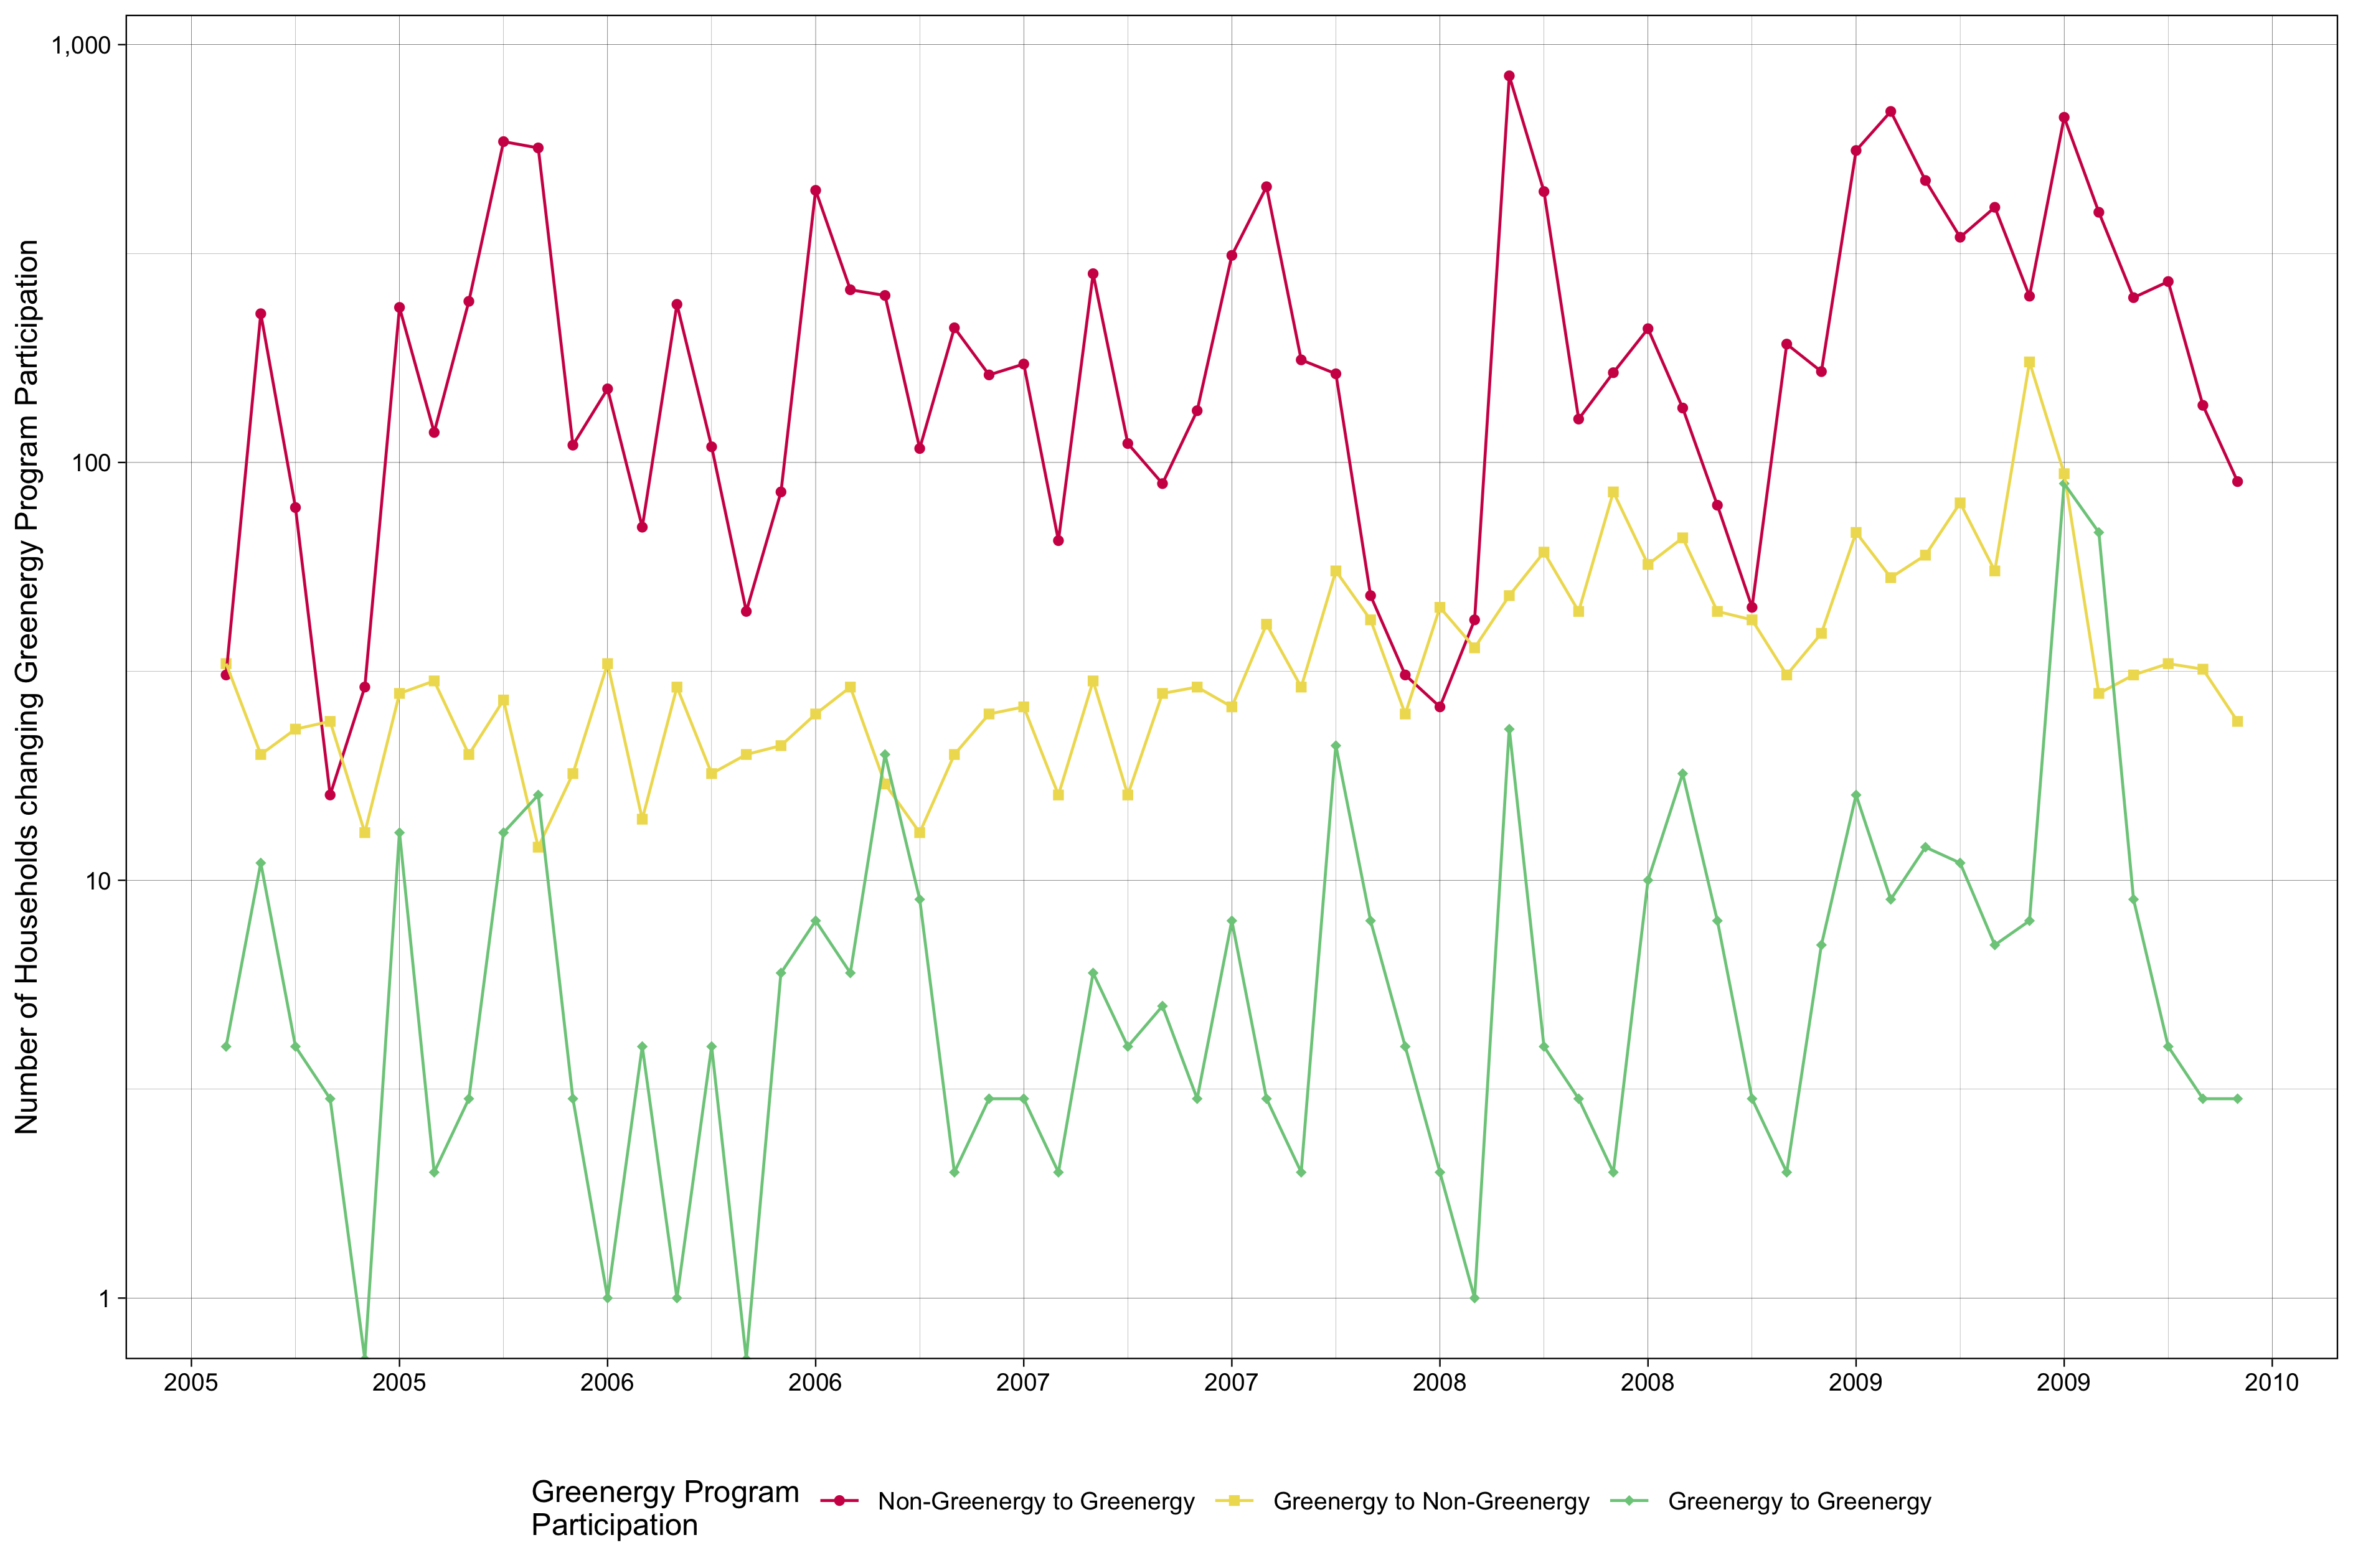 Number of Households changing Greenergy Program Participation
1,000
100
10
1
2005 2005 2006 2006 2007 2007 2008 2008 2009 2009 2010
Greenergy Program
Participation
Non-Greenergy to Greenergy Greenergy to Non-Greenergy Greenergy to Greenergy